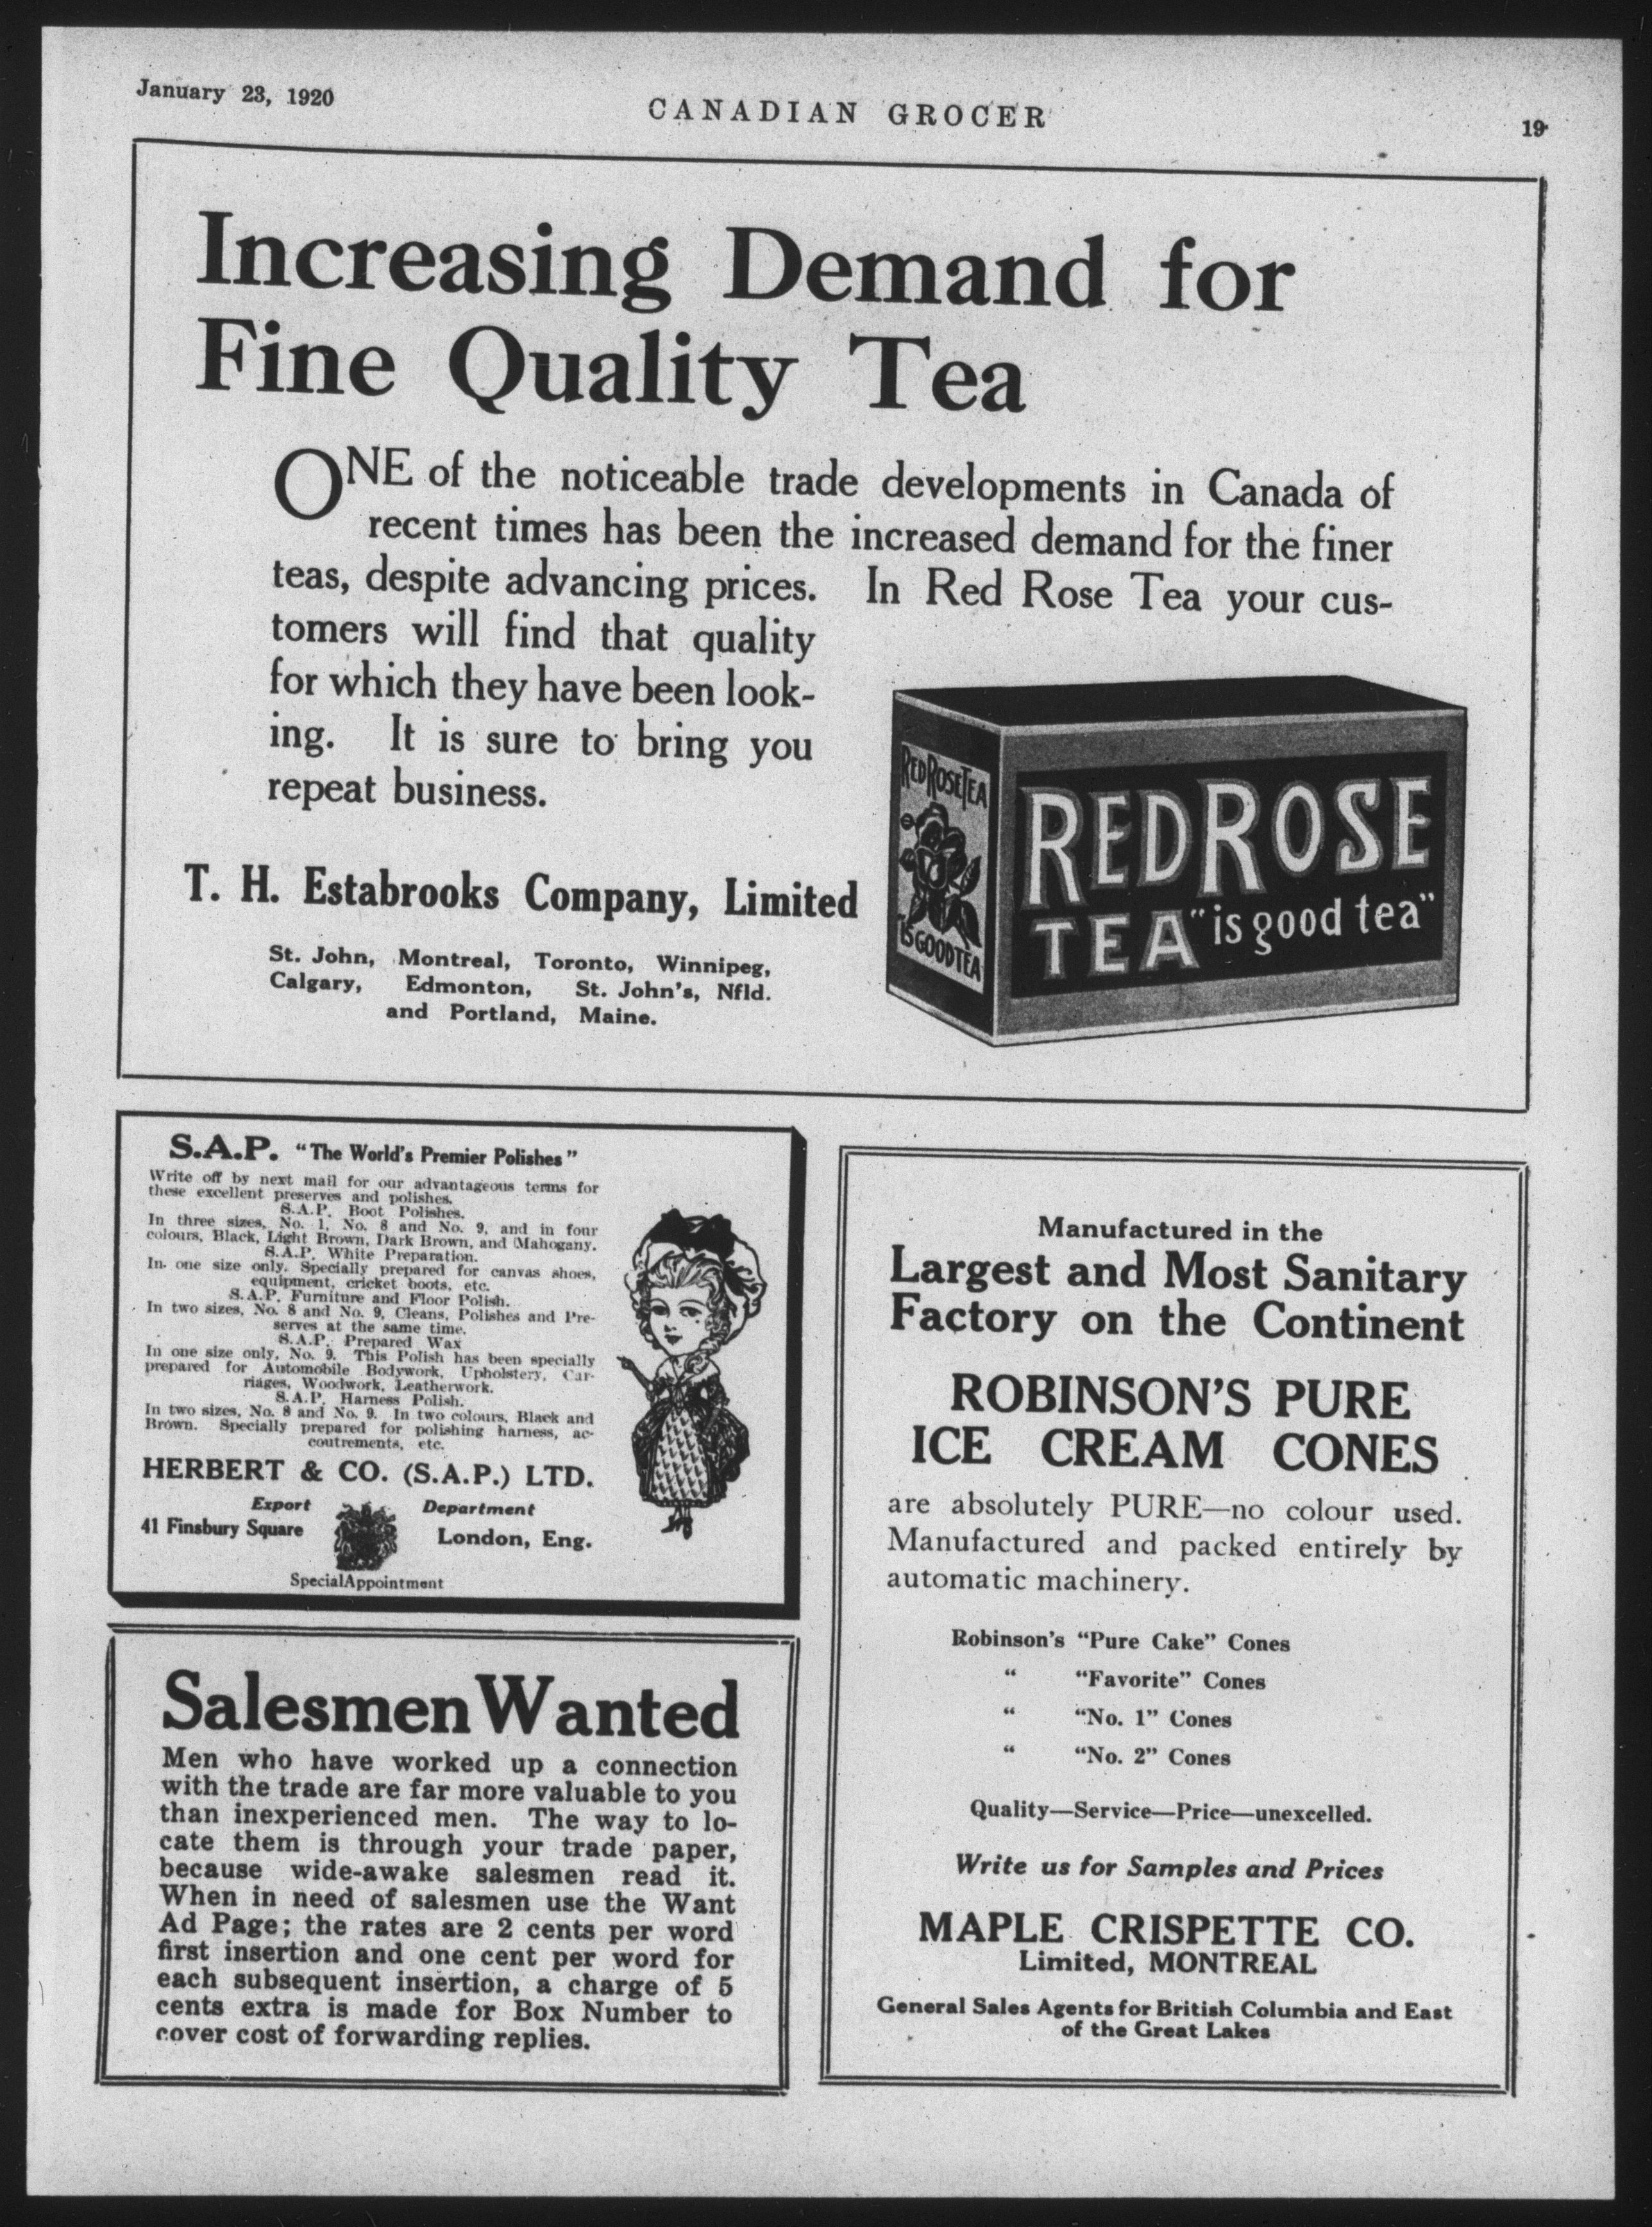 January 23, 1920
CANADIAN GROCER
19
Increasing Demand for
Fine Quality Tea
ONE of the noticeable trade developments in Canada of
recent times has been the increased demand for the finer
teas, despite advancing prices. In Red Rose Tea your cus-
tomers will find that quality
for which they have been look-
ing. It is sure to bring you
repeat business.
T. H. Estabrooks Company, Limited
St. John, Montreal, Toronto, Winnipeg,
Calgary, Edmonton, St. John's, Nfld.
and Portland, Maine.
RED ROSE TEA
IS GOOD TEA
REDROSE
TEA "is good tea"
S.A.P. "The World's Premier Polishes"
Write off by next mail for our advantageous terms for
these excellent preserves and polishes.
S.A.P. Boot Polishes.
In three sizes, No. 1, No. 8 and No. 9, and in four
colours, Black, Light Brown, Dark Brown, and Mahogany.
S.A.P. White Preparation.
In one size only. Specially prepared for canvas shoes,
equipment, cricket boots, etc.
S.A.P. Furniture and Floor Polish.
In two sizes, No. 8 and No. 9, Cleans, Polishes and Pre-
serves at the same time.
S.A.P. Prepared Wax
In one size only, No. 9. This Polish has been specially
prepared for Automobile Bodywork, Upholstery, Car-
riages, Woodwork, Leatherwork.
S.A.P. Harness Polish.
In two sizes, No. 8 and No. 9. In two colours, Black and
Brown. Specially prepared for polishing harness, ac-
coutrements, etc.
HERBERT & CO. (S.A.P.) LTD.
Export Department
41 Finsbury Square London, Eng.
Special Appointment
Salesmen Wanted
Men who have worked up a connection
with the trade are far more valuable to you
than inexperienced men. The way to lo-
cate them is through your trade paper,
because wide-awake salesmen read it.
When in need of salesmen use the Want
Ad Page; the rates are 2 cents per word
first insertion and one cent per word for
each subsequent insertion, a charge of 5
cents extra is made for Box Number to
cover cost of forwarding replies.
Manufactured in the
Largest and Most Sanitary
Factory on the Continent
ROBINSON'S PURE
ICE CREAM CONES
are absolutely PURE—no colour used.
Manufactured and packed entirely by
automatic machinery.
Robinson's "Pure Cake" Cones
" "Favorite" Cones
" "No. 1" Cones
" "No. 2" Cones
Quality—Service—Price—unexcelled.
Write us for Samples and Prices
MAPLE CRISPETTE CO.
Limited, MONTREAL
General Sales Agents for British Columbia and East
of the Great Lakes